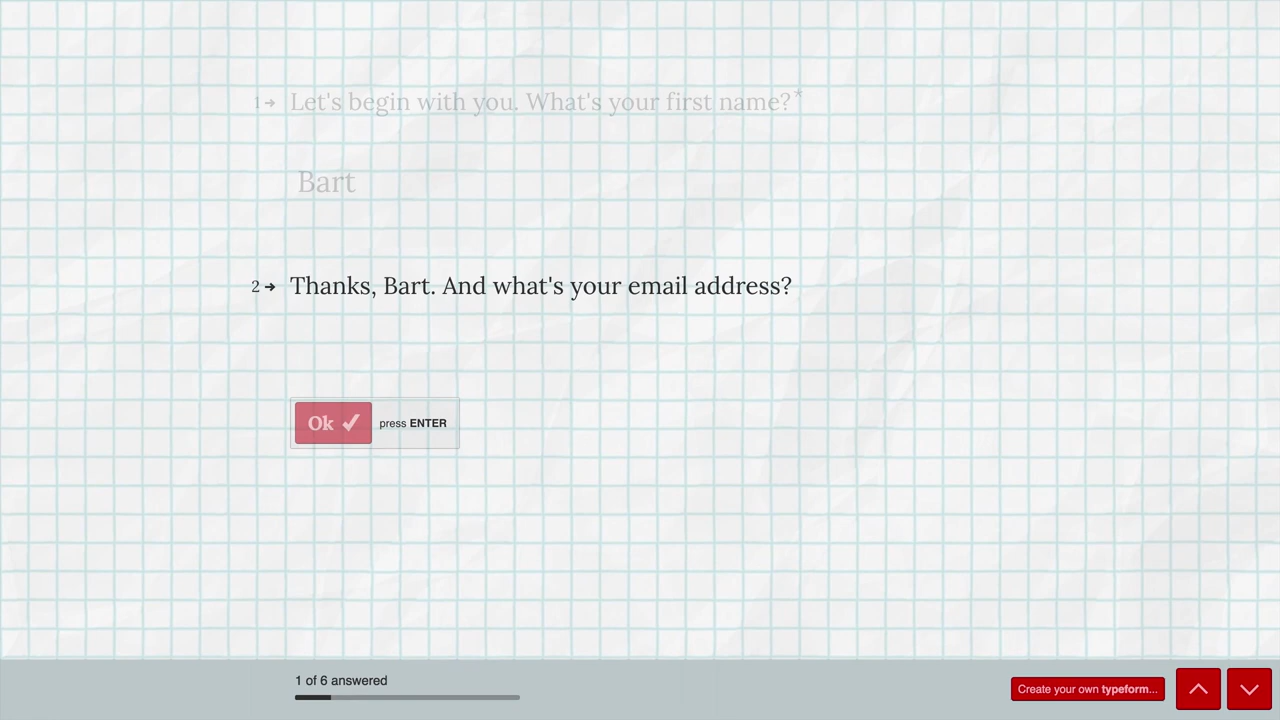 1 → Let's begin with you. What's your first name?*
Bart
2 → Thanks, Bart. And what's your email address?
Ok ✓ press ENTER
1 of 6 answered
Create your own typeform...